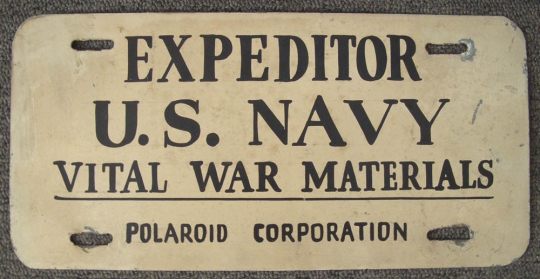 EXPEDITOR
U.S. NAVY
VITAL WAR MATERIALS
POLAROID CORPORATION